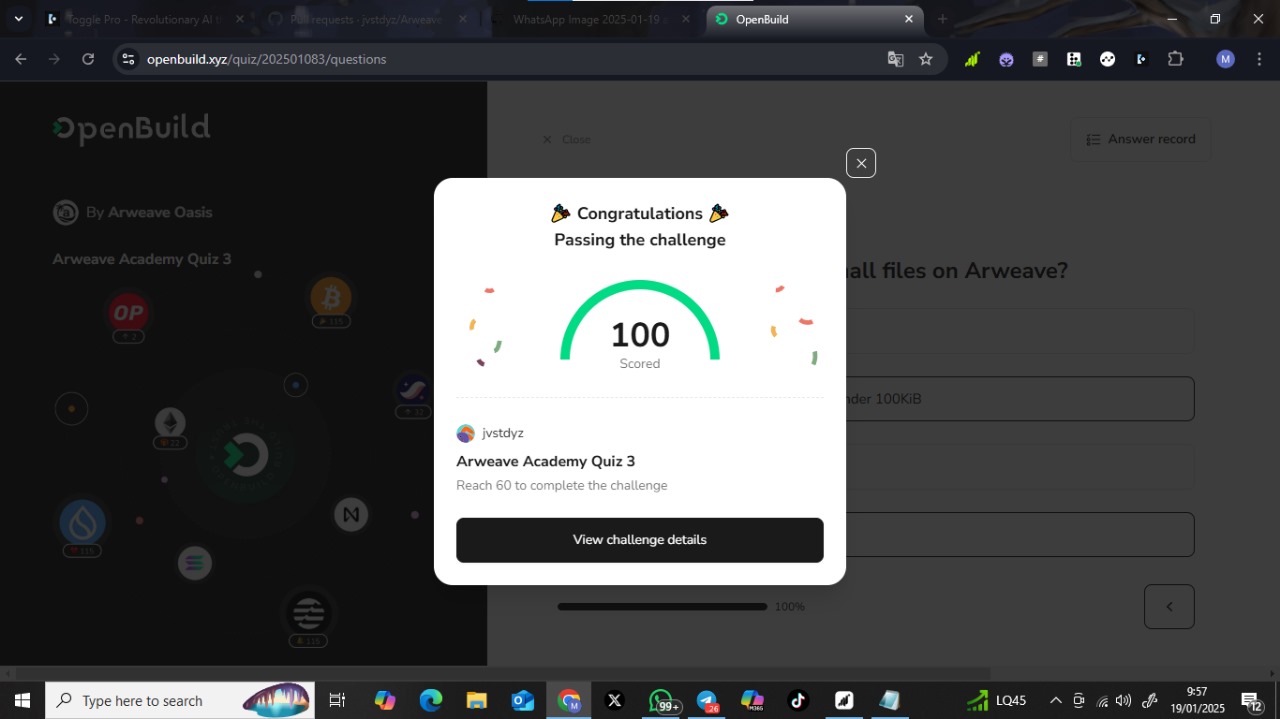 Toggle Pro - Revolutionary AI th
Pull requests · jvstdyz/Arweave
WhatsApp Image 2025-01-19 a
OpenBuild
openbuild.xyz/quiz/202501083/questions
M
OpenBuild
By Arweave Oasis
Arweave Academy Quiz 3
OP
2
115
32
22
115
116
Close
Answer record
all files on Arweave?
nder 100KiB
100%
Congratulations
Passing the challenge
100
Scored
jvstdyz
Arweave Academy Quiz 3
Reach 60 to complete the challenge
View challenge details
Type here to search
M365
99+
26
LQ45
9:57
19/01/2025
12